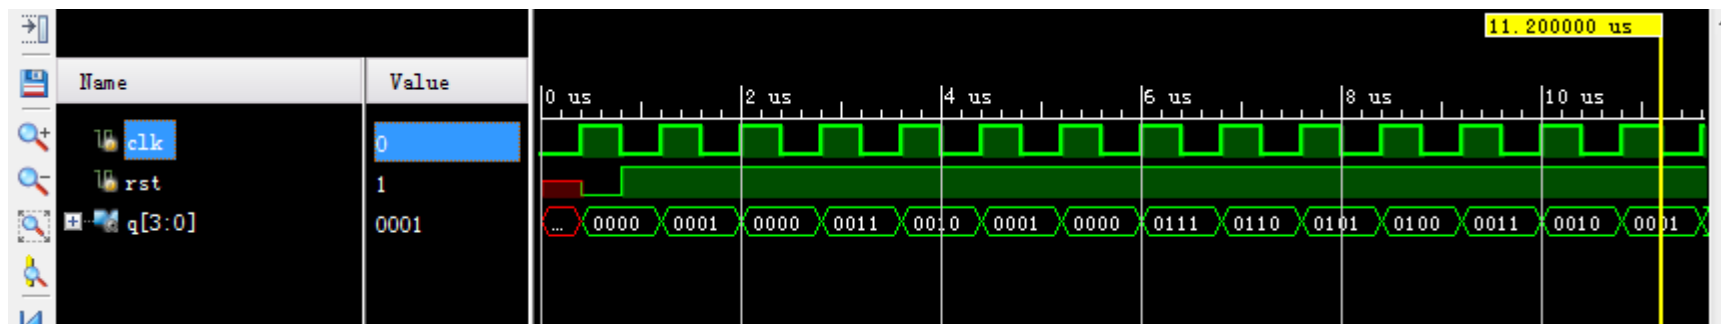 11.200000 us
Name Value
0 us 2 us 4 us 6 us 8 us 10 us
clk 0
rst 1
q[3:0] 0001 ... 0000 0001 0000 0011 0010 0001 0000 0111 0110 0101 0100 0011 0010 0001